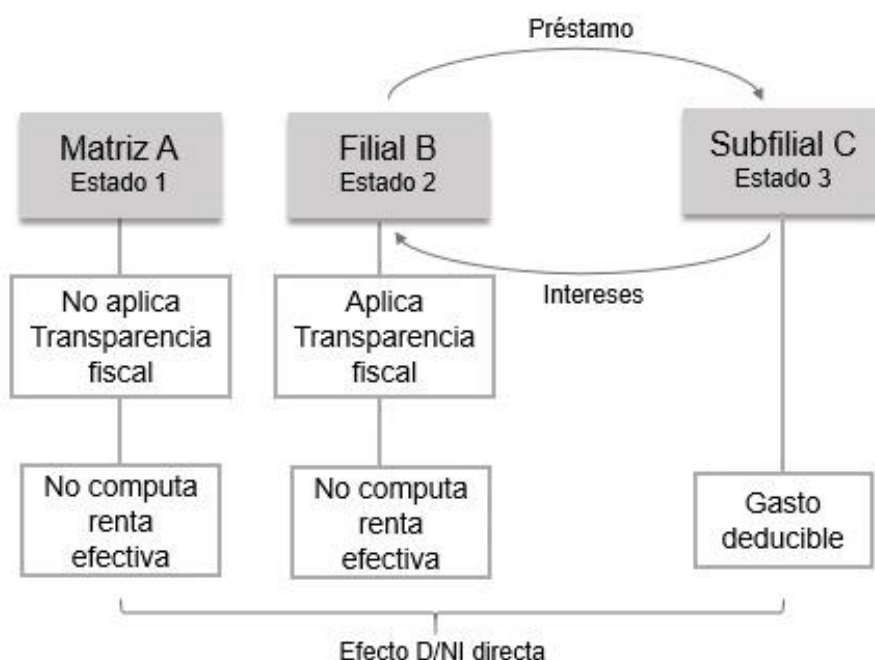 Préstamo
Matriz A
Estado 1
Filial B
Estado 2
Subfilial C
Estado 3
Intereses
No aplica
Transparencia
fiscal
Aplica
Transparencia
fiscal
No computa
renta
efectiva
No computa
renta
efectiva
Gasto
deducible
Efecto D/NI directa